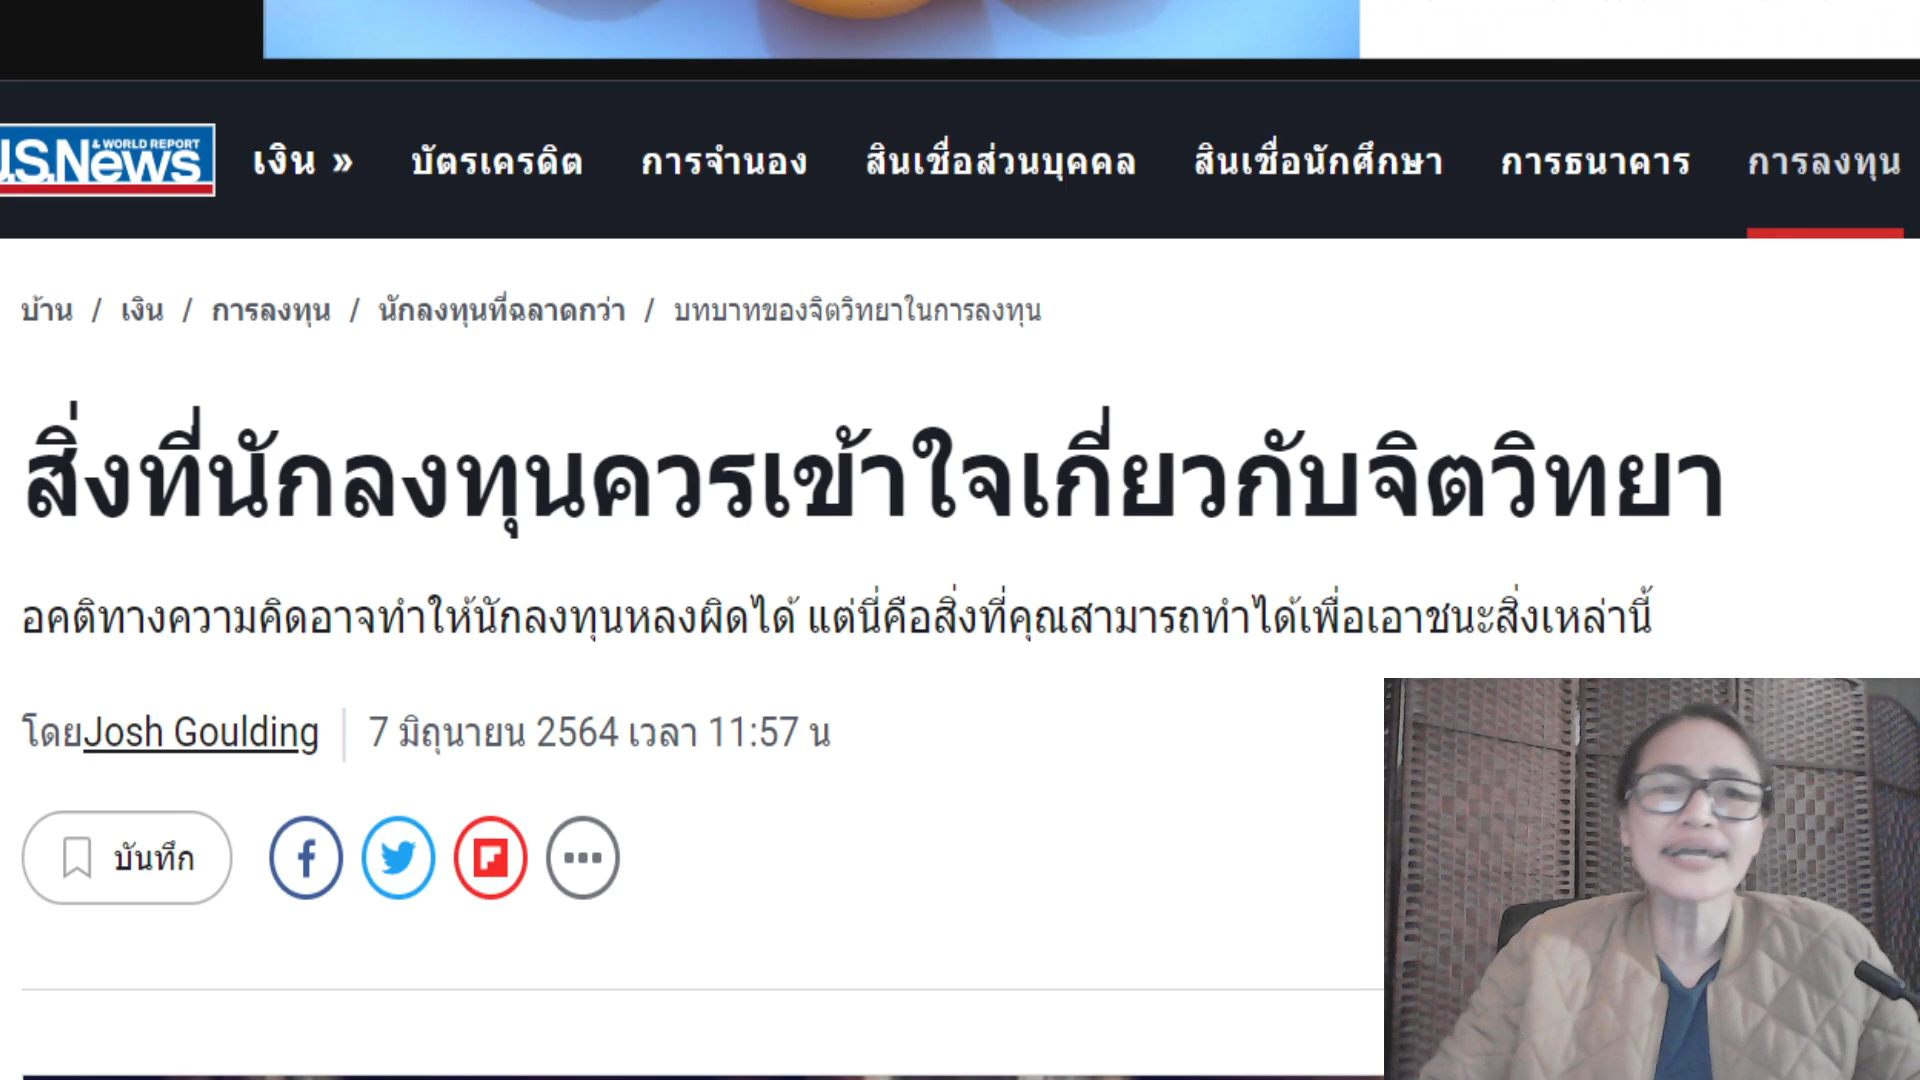 U.S.News & WORLD REPORT
เงิน » บัตรเครดิต การจำนอง สินเชื่อส่วนบุคคล สินเชื่อนักศึกษา การธนาคาร การลงทุน
บ้าน / เงิน / การลงทุน / นักลงทุนที่ฉลาดกว่า / บทบาทของจิตวิทยาในการลงทุน
สิ่งที่นักลงทุนควรเข้าใจเกี่ยวกับจิตวิทยา
อคติทางความคิดอาจทำให้นักลงทุนหลงผิดได้ แต่นี่คือสิ่งที่คุณสามารถทำได้เพื่อเอาชนะสิ่งเหล่านี้
โดยJosh Goulding 7 มิถุนายน 2564 เวลา 11:57 น
บันทึก